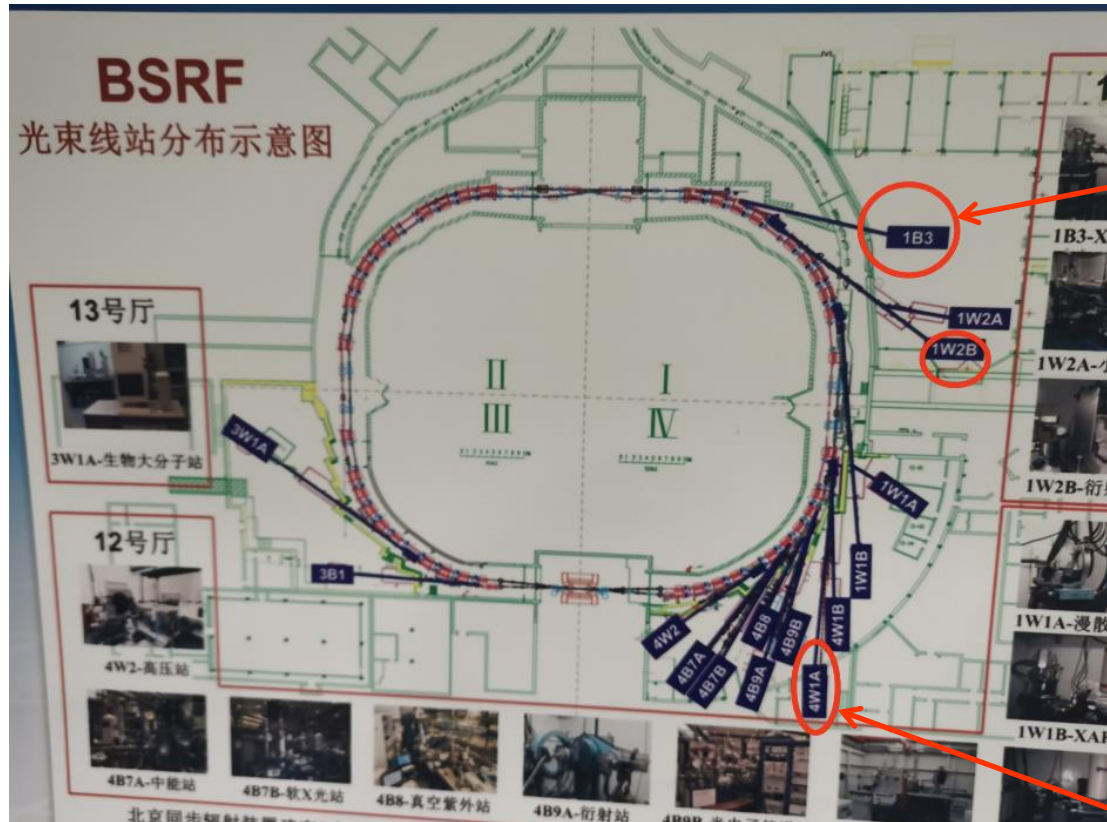 BSRF
光束线站分布示意图
1B3
1B3-X
1W2A
1W2B
1W2A-小
1W2B-衍射
13号厅
3W1A-生物大分子站
II
I
III
IV
3W1A
3B1
1W1A
1W1B
4W1B
4W1A
4B9B
4B9A
4B8
4B7B
4B7A
4W2
12号厅
4W2-高压站
1W1A-漫散
1W1B-XAF
4B7A-中能站
4B7B-软X光站
4B8-真空紫外站
4B9A-衍射站